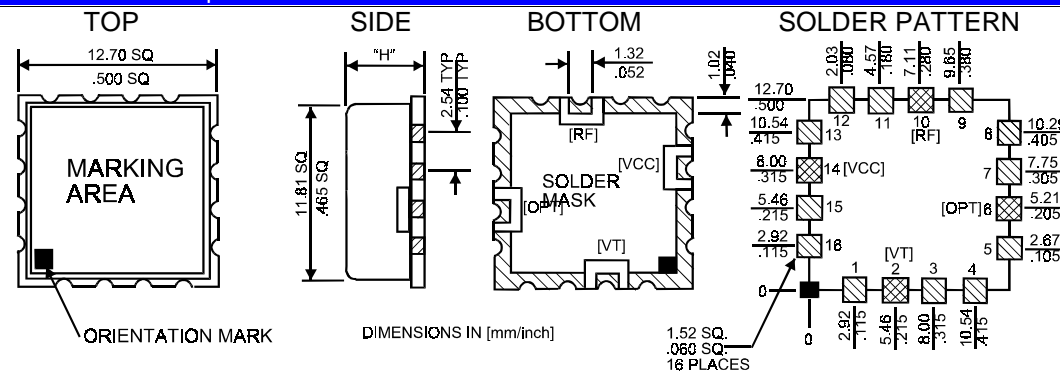 TOP
SIDE
BOTTOM
SOLDER PATTERN
12.70 SQ
.500 SQ
MARKING
AREA
ORIENTATION MARK
"H"
2.54 TYP
.100 TYP
11.81 SQ
.465 SQ
DIMENSIONS IN [mm/inch]
1.32
.052
1.02
.040
[RF]
[VCC]
SOLDER
MASK
[OPT]
[VT]
2.03
.080
4.57
.180
7.11
.280
9.65
.380
12.70
.500
10.54
.415
8.00
.315
5.46
.215
2.92
.115
0
12
11
10
9
[RF]
13
14 [VCC]
15
16
8
7
[OPT] 6
5
10.29
.405
7.75
.305
5.21
.205
2.67
.105
[VT]
1
2
3
4
0
2.92
.115
5.46
.215
8.00
.315
10.54
.415
1.52 SQ.
.060 SQ.
16 PLACES